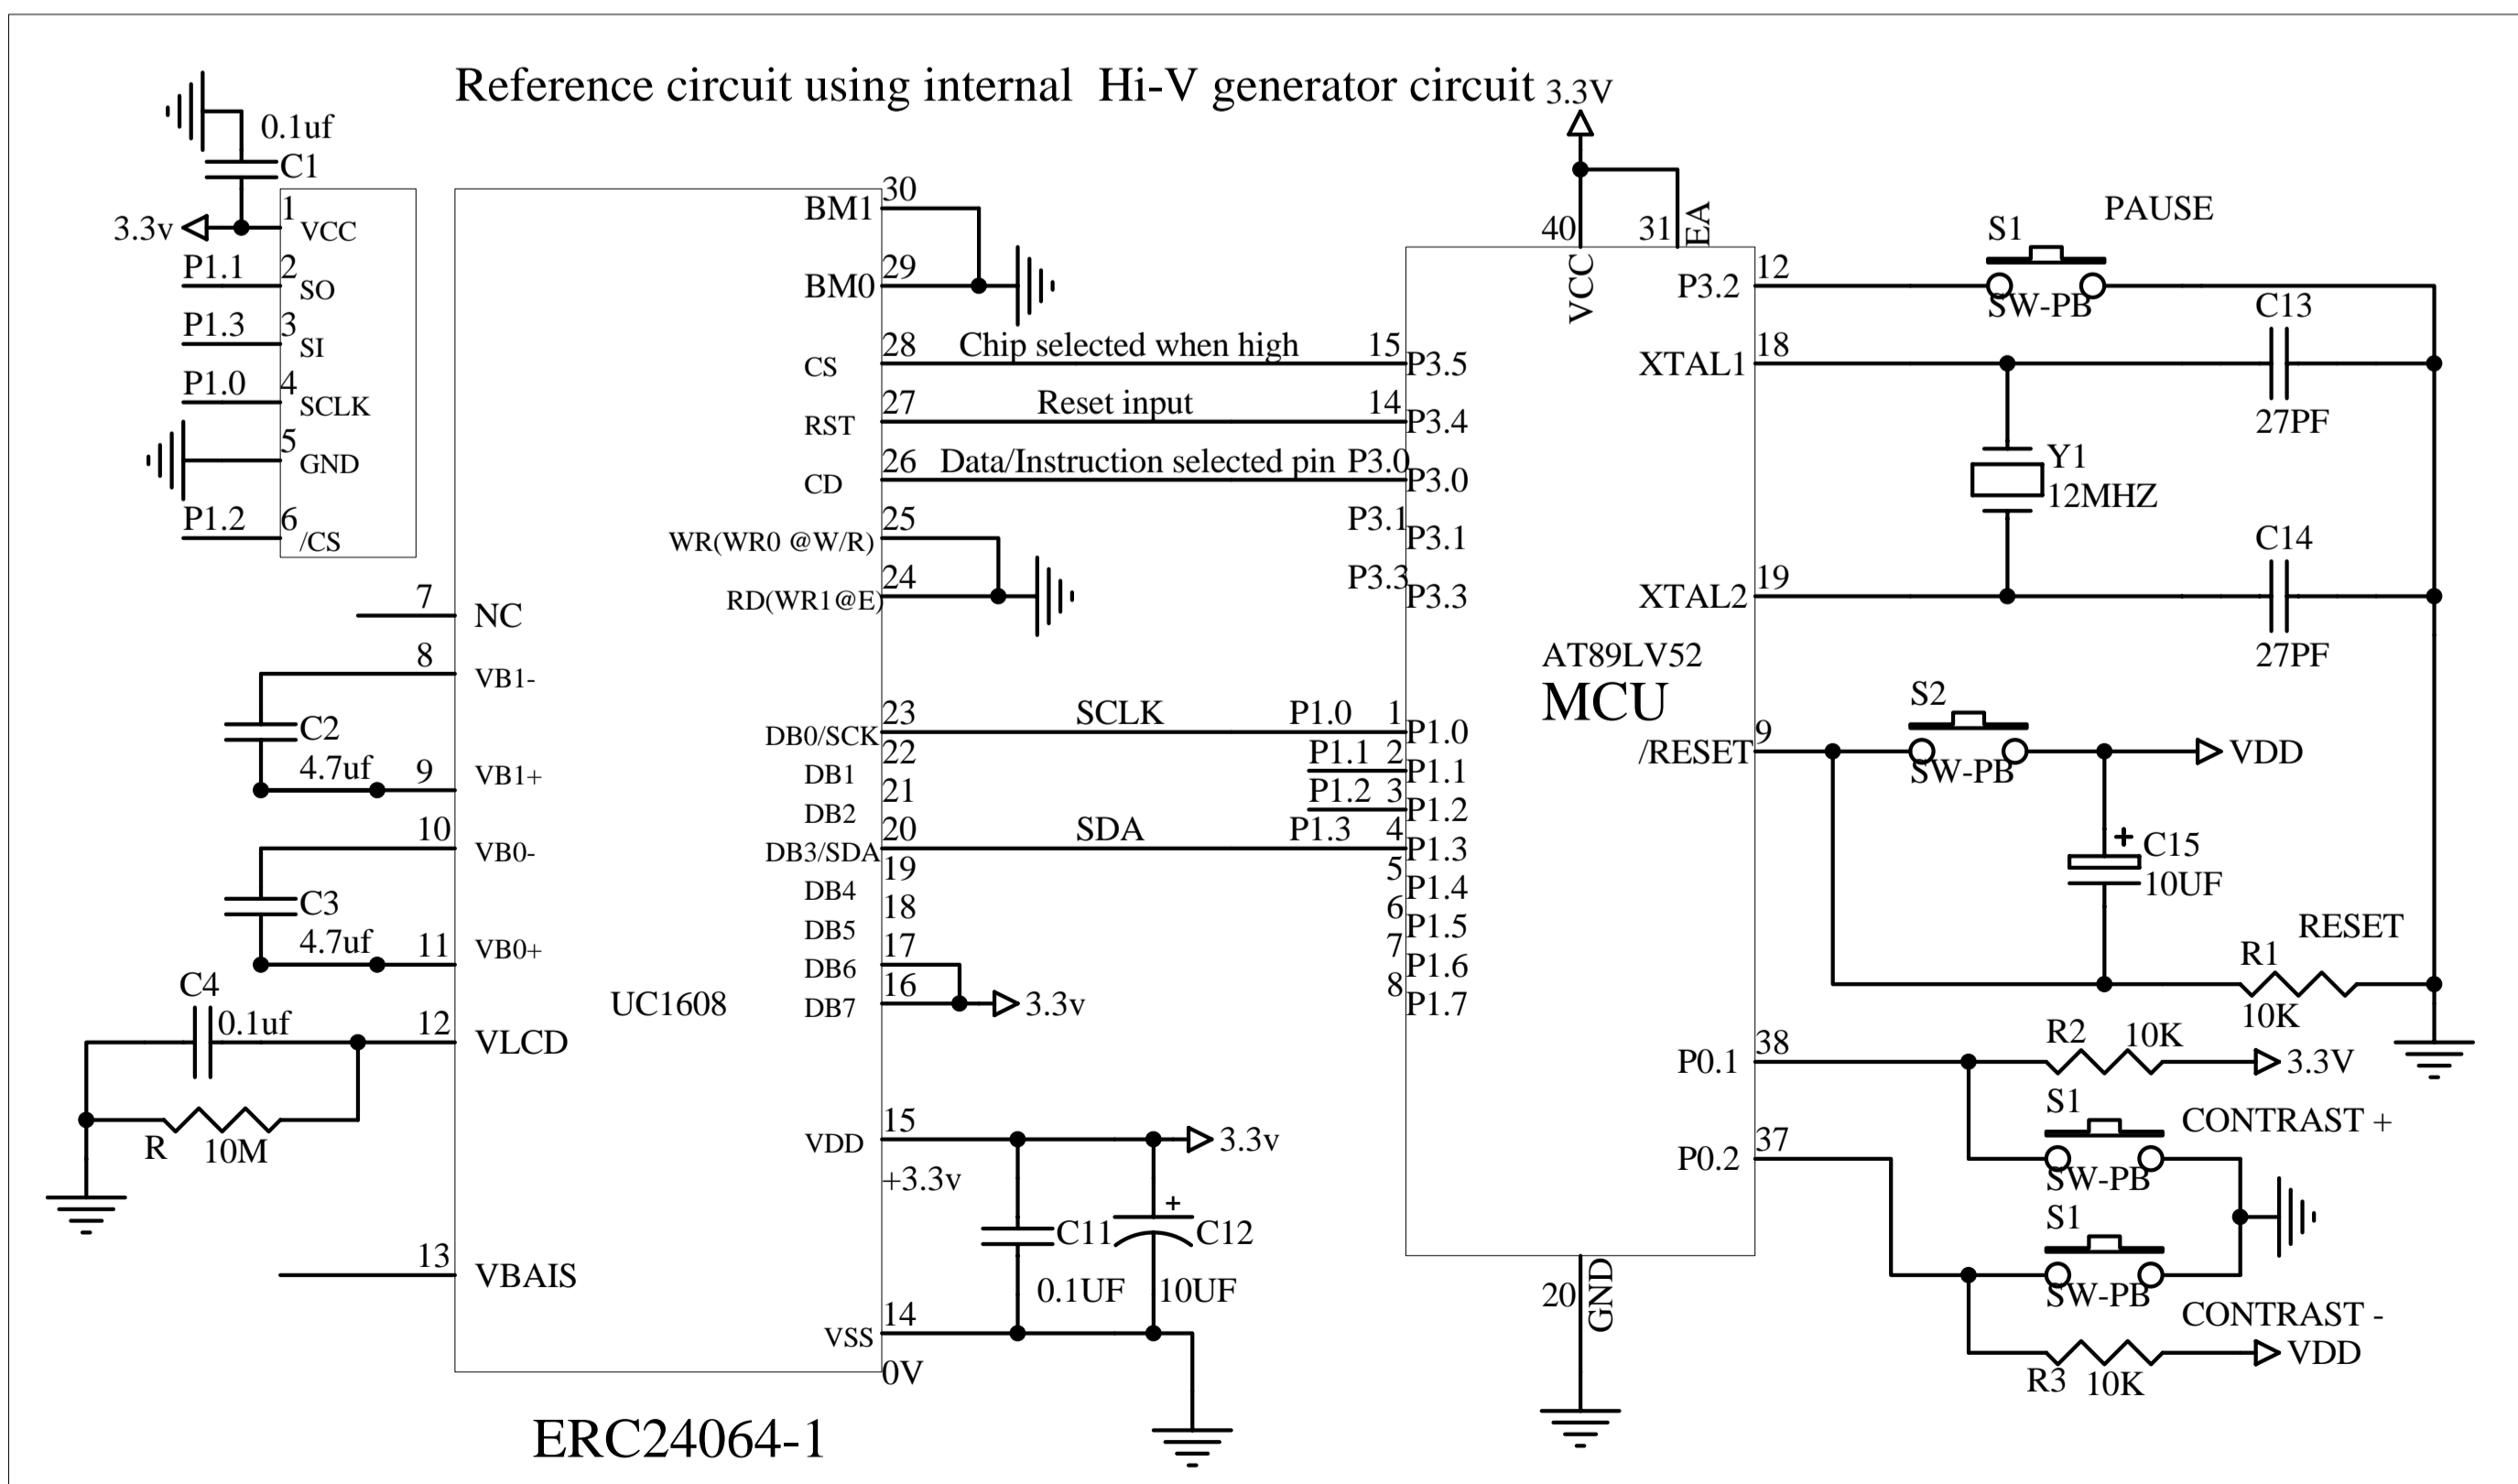 Reference circuit using internal Hi-V generator circuit
3.3V
0.1uf
C1
3.3v
1
VCC
P1.1
2
SO
P1.3
3
SI
P1.0
4
SCLK
5
GND
P1.2
6
/CS
7
NC
8
VB1-
C2
4.7uf
9
VB1+
10
VB0-
C3
4.7uf
11
VB0+
C4
0.1uf
12
VLCD
R
10M
13
VBAIS
UC1608
ERC24064-1
BM1
30
BM0
29
CS
28
Chip selected when high
15
P3.5
RST
27
Reset input
14
P3.4
CD
26
Data/Instruction selected pin
P3.0
P3.0
WR(WR0 @W/R)
25
P3.1
P3.1
RD(WR1@E)
24
P3.3
P3.3
DB0/SCK
23
SCLK
P1.0
1
P1.0
DB1
22
P1.1
2
P1.1
DB2
21
P1.2
3
P1.2
DB3/SDA
20
SDA
P1.3
4
P1.3
DB4
19
5
P1.4
DB5
18
6
P1.5
DB6
17
7
P1.6
DB7
16
3.3v
8
P1.7
VDD
15
3.3v
+3.3v
C11
0.1UF
+
C12
10UF
VSS
14
0V
40
VCC
31
EA
AT89LV52
MCU
20
GND
P3.2
12
S1
PAUSE
SW-PB
C13
XTAL1
18
27PF
Y1
12MHZ
C14
XTAL2
19
27PF
S2
/RESET
9
SW-PB
VDD
+
C15
10UF
RESET
R1
10K
P0.1
38
R2
10K
3.3V
S1
CONTRAST +
SW-PB
P0.2
37
S1
SW-PB
CONTRAST -
R3
10K
VDD